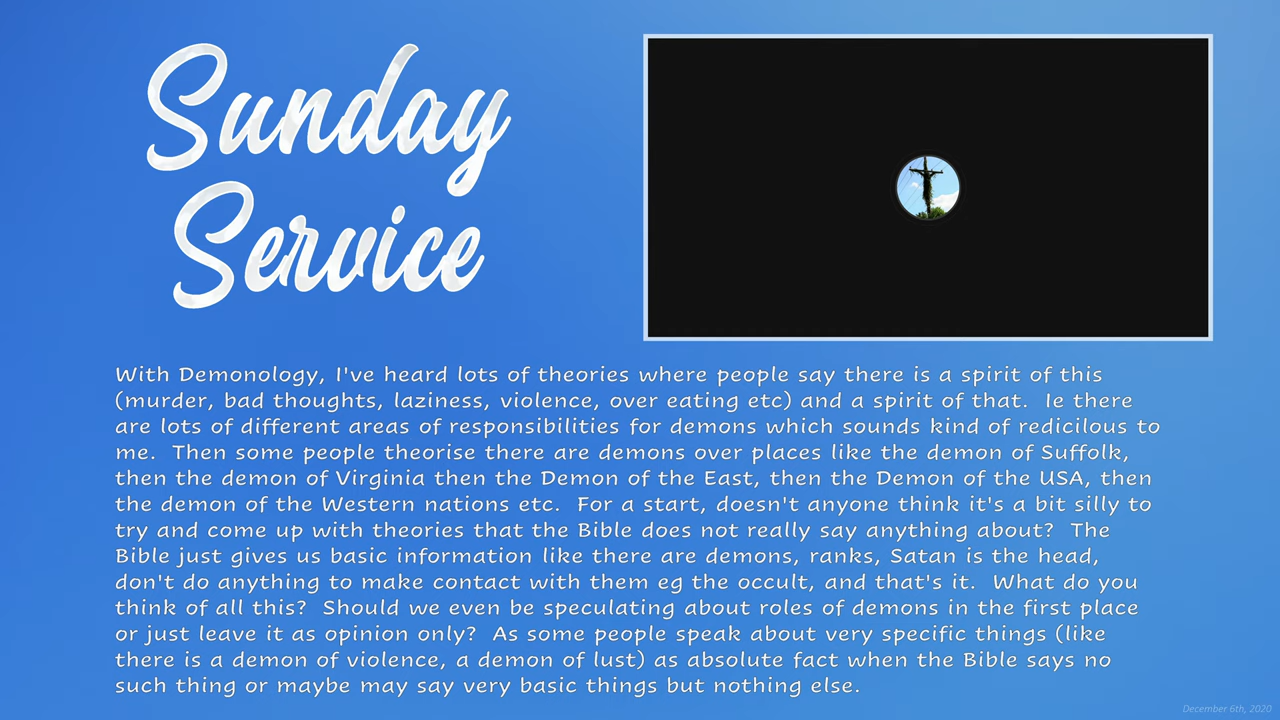 Sunday
Service
With Demonology, I've heard lots of theories where people say there is a spirit of this
(murder, bad thoughts, laziness, violence, over eating etc) and a spirit of that.  Ie there
are lots of different areas of responsibilities for demons which sounds kind of redicilous to
me.  Then some people theorise there are demons over places like the demon of Suffolk,
then the demon of Virginia then the Demon of the East, then the Demon of the USA, then
the demon of the Western nations etc.  For a start, doesn't anyone think it's a bit silly to
try and come up with theories that the Bible does not really say anything about?  The
Bible just gives us basic information like there are demons, ranks, Satan is the head,
don't do anything to make contact with them eg the occult, and that's it.  What do you
think of all this?  Should we even be speculating about roles of demons in the first place
or just leave it as opinion only?  As some people speak about very specific things (like
there is a demon of violence, a demon of lust) as absolute fact when the Bible says no
such thing or maybe may say very basic things but nothing else.
December 6th, 2020